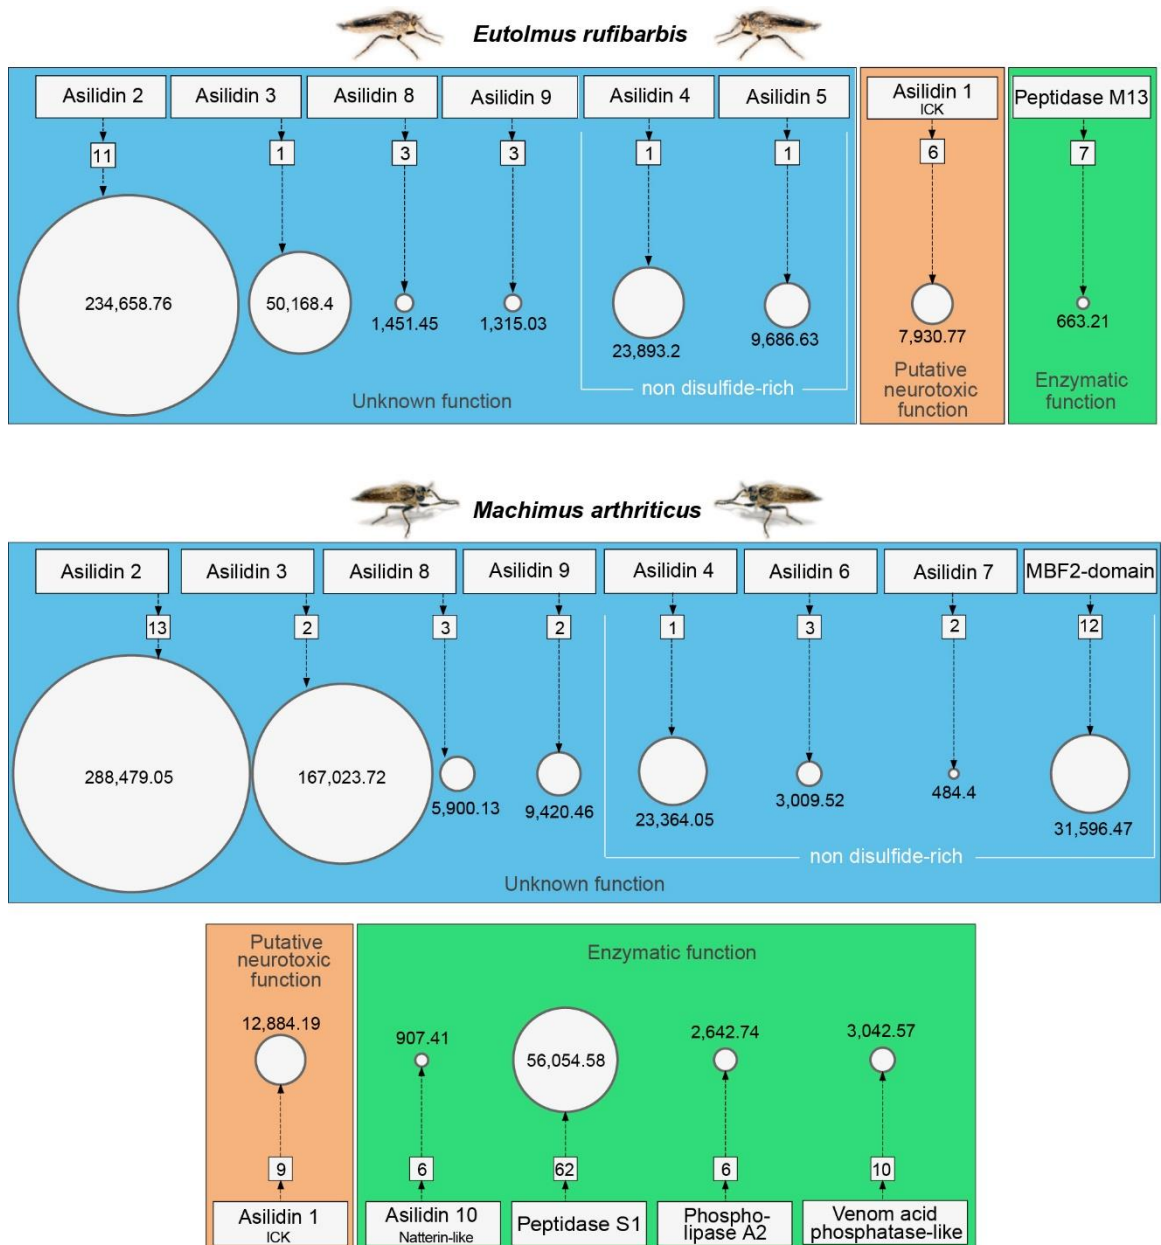 Eutolmus rufibarbis
Asilidin 2
Asilidin 3
Asilidin 8
Asilidin 9
Asilidin 4
Asilidin 5
Asilidin 1
ICK
Peptidase M13
11
1
3
3
1
1
6
7
234,658.76
50,168.4
1,451.45
1,315.03
23,893.2
9,686.63
7,930.77
663.21
Unknown function
non disulfide-rich
Putative
neurotoxic
function
Enzymatic
function
Machimus arthriticus
Asilidin 2
Asilidin 3
Asilidin 8
Asilidin 9
Asilidin 4
Asilidin 6
Asilidin 7
MBF2-domain
13
2
3
2
1
3
2
12
288,479.05
167,023.72
5,900.13
9,420.46
23,364.05
3,009.52
484.4
31,596.47
non disulfide-rich
Unknown function
Putative
neurotoxic
function
Enzymatic function
12,884.19
907.41
56,054.58
2,642.74
3,042.57
9
6
62
6
10
Asilidin 1
ICK
Asilidin 10
Natterin-like
Peptidase S1
Phospho-
lipase A2
Venom acid
phosphatase-like